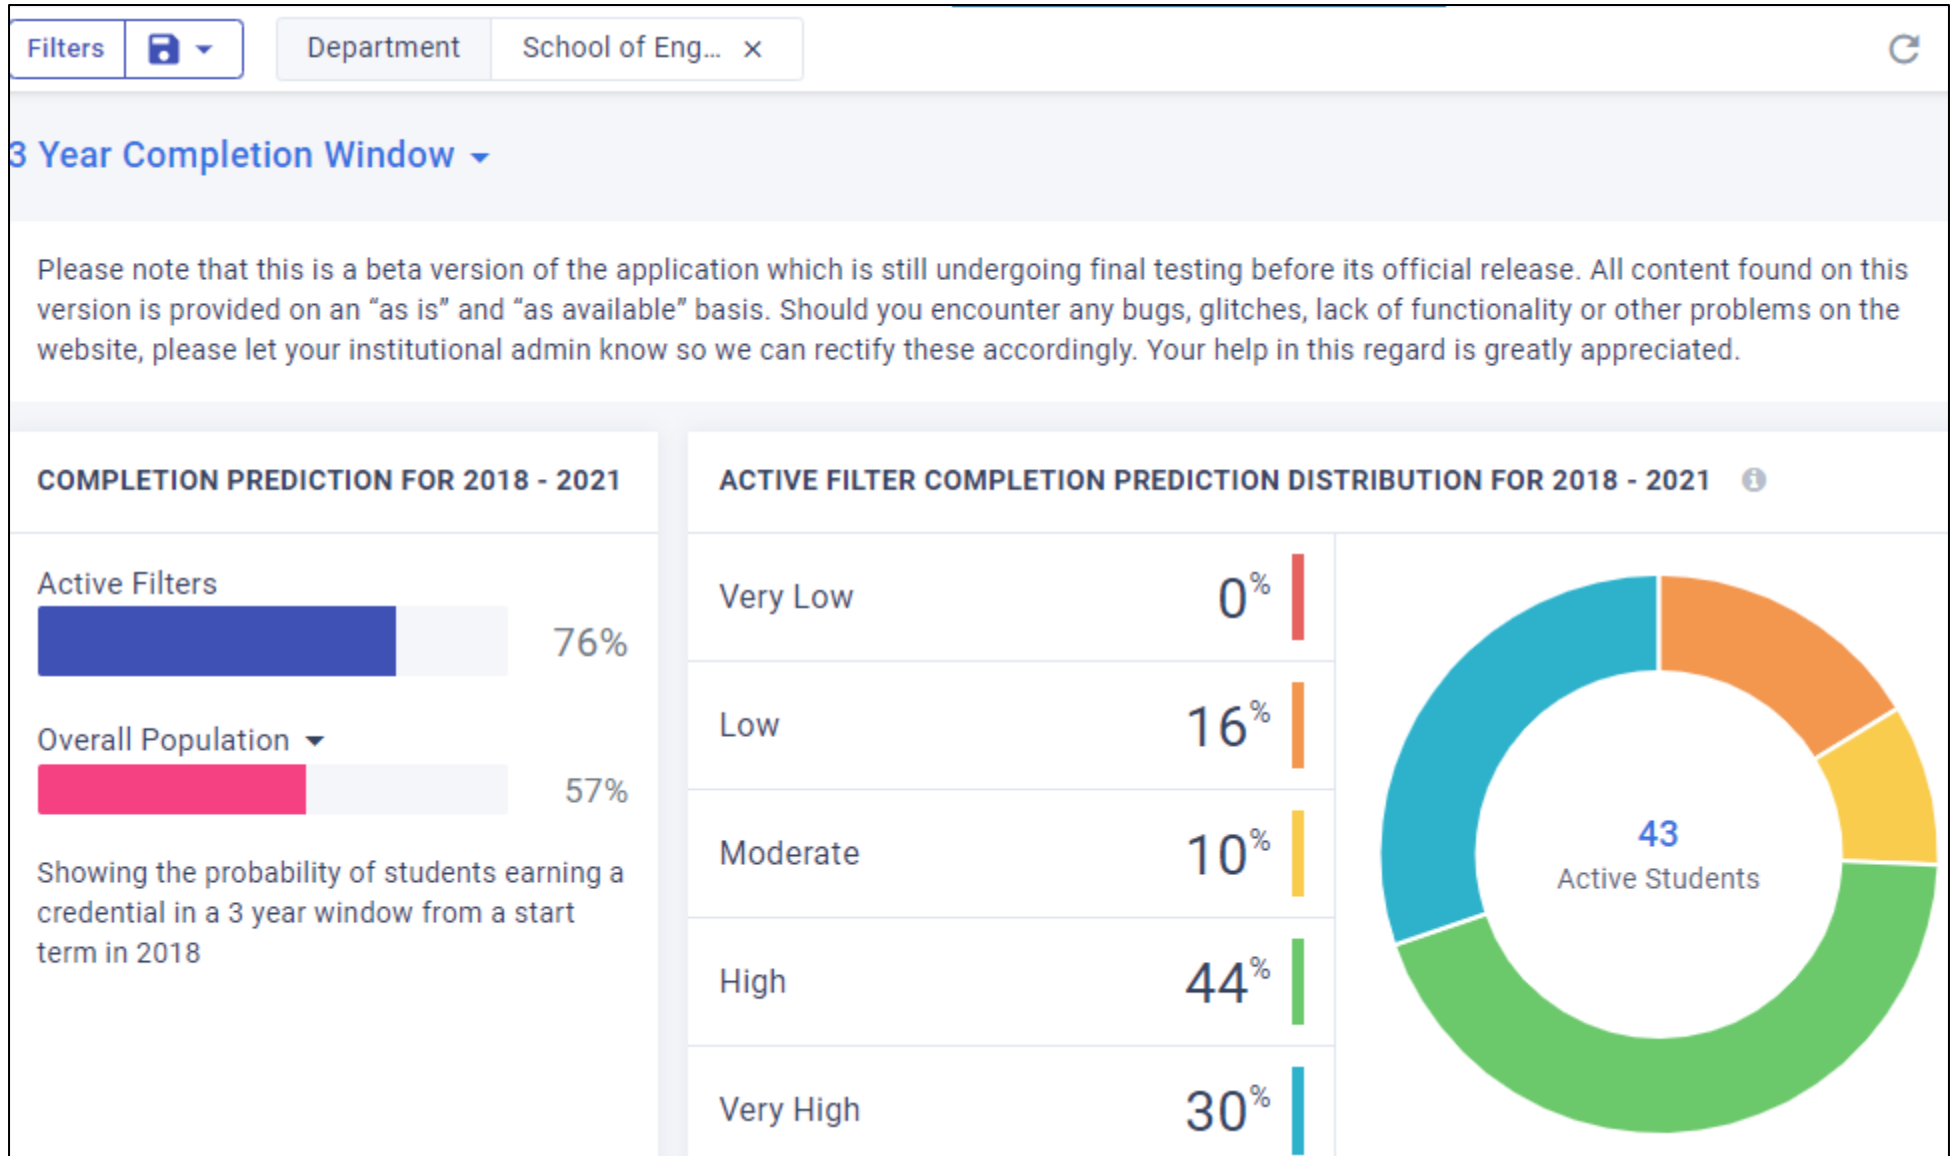 Filters
Department
School of Eng... ×
3 Year Completion Window
Please note that this is a beta version of the application which is still undergoing final testing before its official release. All content found on this
version is provided on an “as is” and “as available” basis. Should you encounter any bugs, glitches, lack of functionality or other problems on the
website, please let your institutional admin know so we can rectify these accordingly. Your help in this regard is greatly appreciated.
COMPLETION PREDICTION FOR 2018 - 2021
Active Filters
76%
Overall Population
57%
Showing the probability of students earning a
credential in a 3 year window from a start
term in 2018
ACTIVE FILTER COMPLETION PREDICTION DISTRIBUTION FOR 2018 - 2021
Very Low 0%
Low 16%
Moderate 10%
High 44%
Very High 30%
43
Active Students